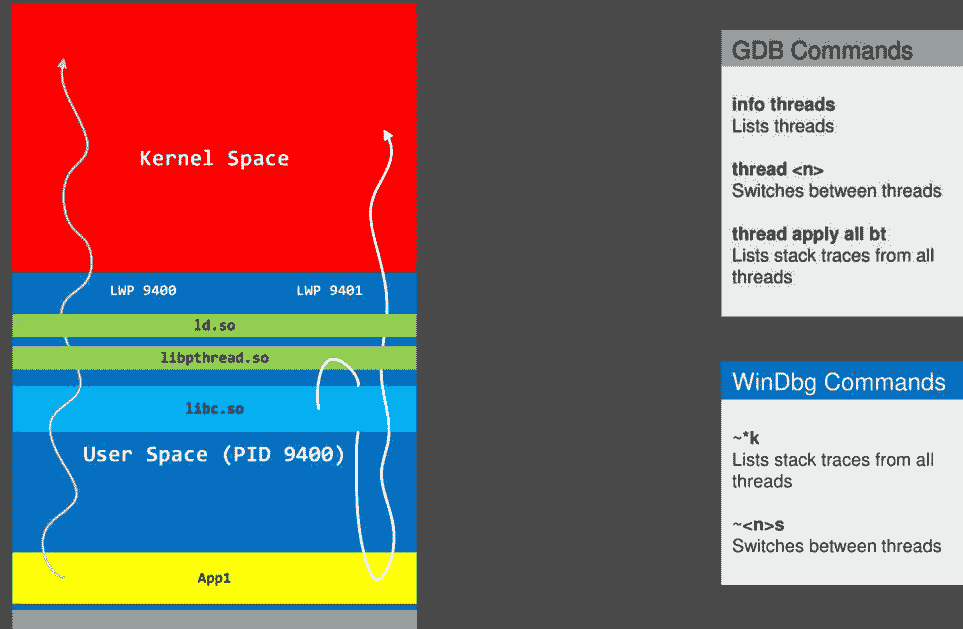 Kernel Space
LWP 9400
LWP 9401
ld.so
libpthread.so
libc.so
User Space (PID 9400)
App1
GDB Commands
info threads
Lists threads
thread <n>
Switches between threads
thread apply all bt
Lists stack traces from all
threads
WinDbg Commands
~*k
Lists stack traces from all
threads
~<n>s
Switches between threads